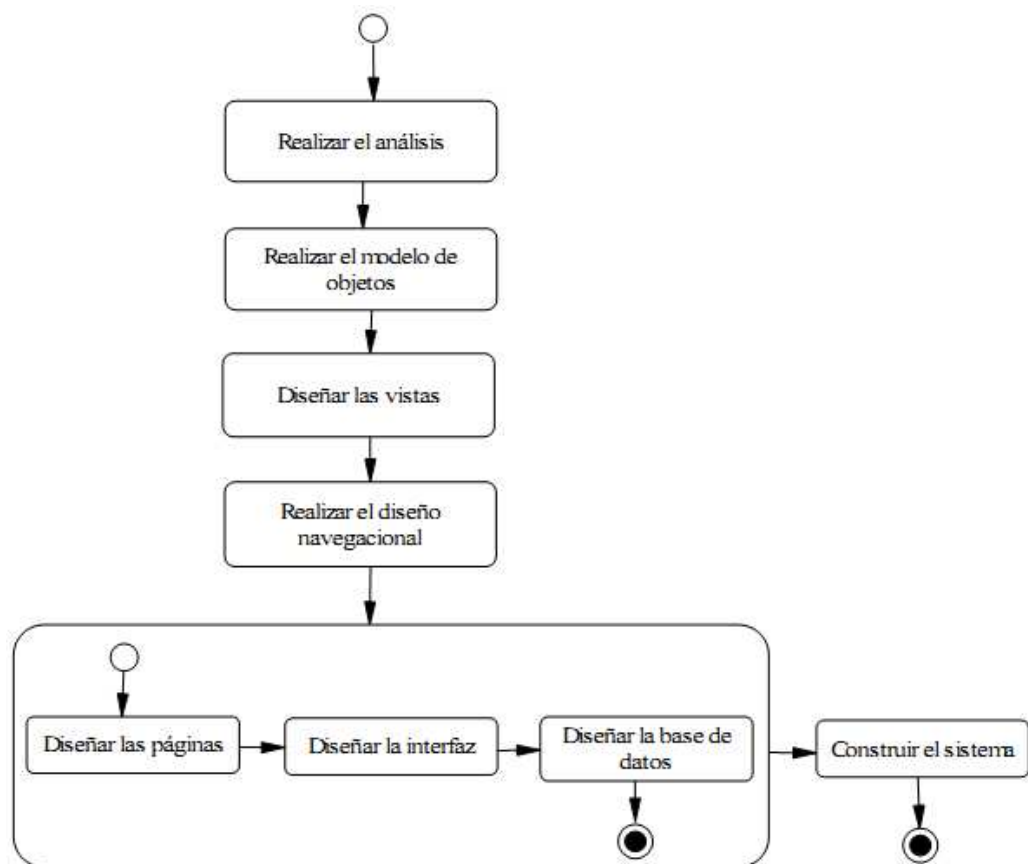 Realizar el análisis
Realizar el modelo de
objetos
Diseñar las vistas
Realizar el diseño
navegacional
Diseñar las páginas
Diseñar la interfaz
Diseñar la base de
datos
Construir el sistema